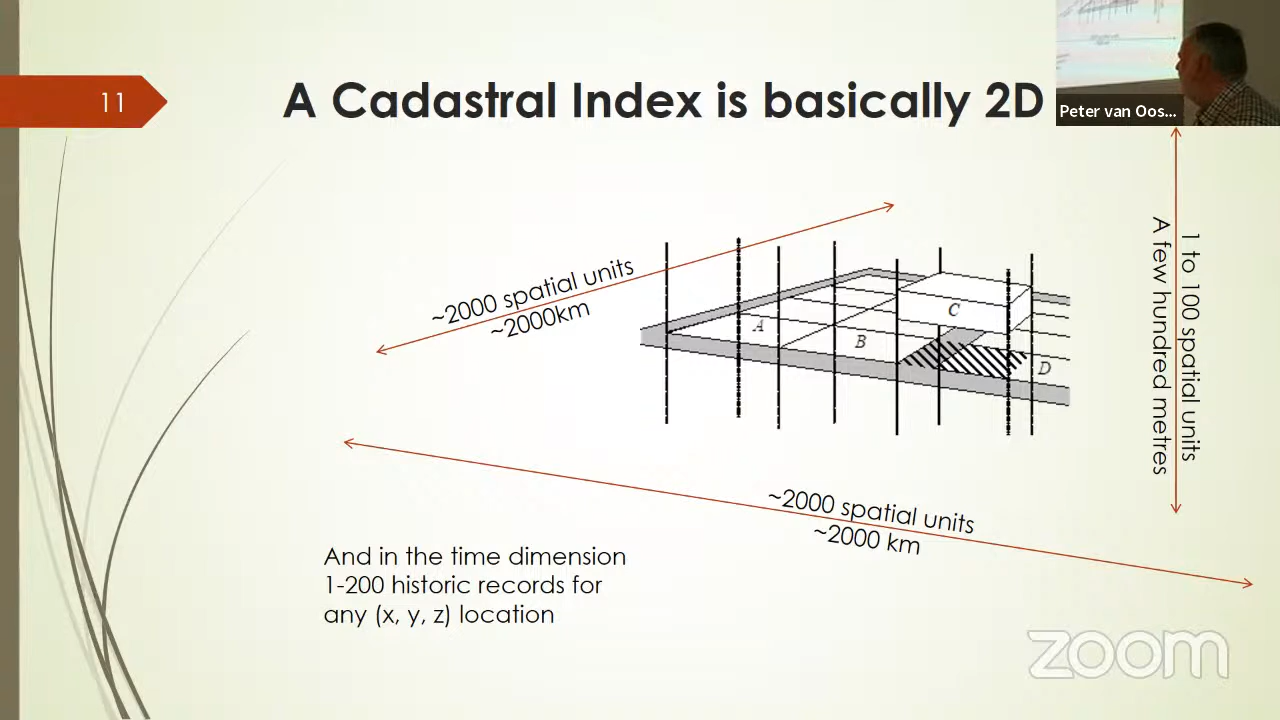 11
A Cadastral Index is basically 2D
Peter van Oos...
~2000 spatial units
~2000km
A
B
C
D
1 to 100 spatial units
A few hundred metres
~2000 spatial units
~2000 km
And in the time dimension
1-200 historic records for
any (x, y, z) location
zoom